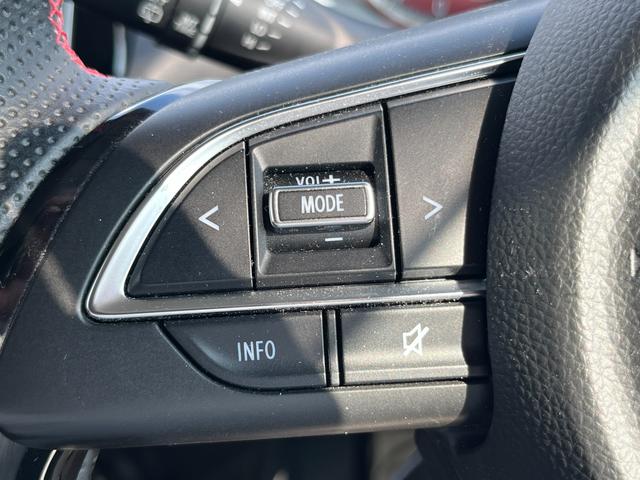 VOL+
< MODE >
−
INFO